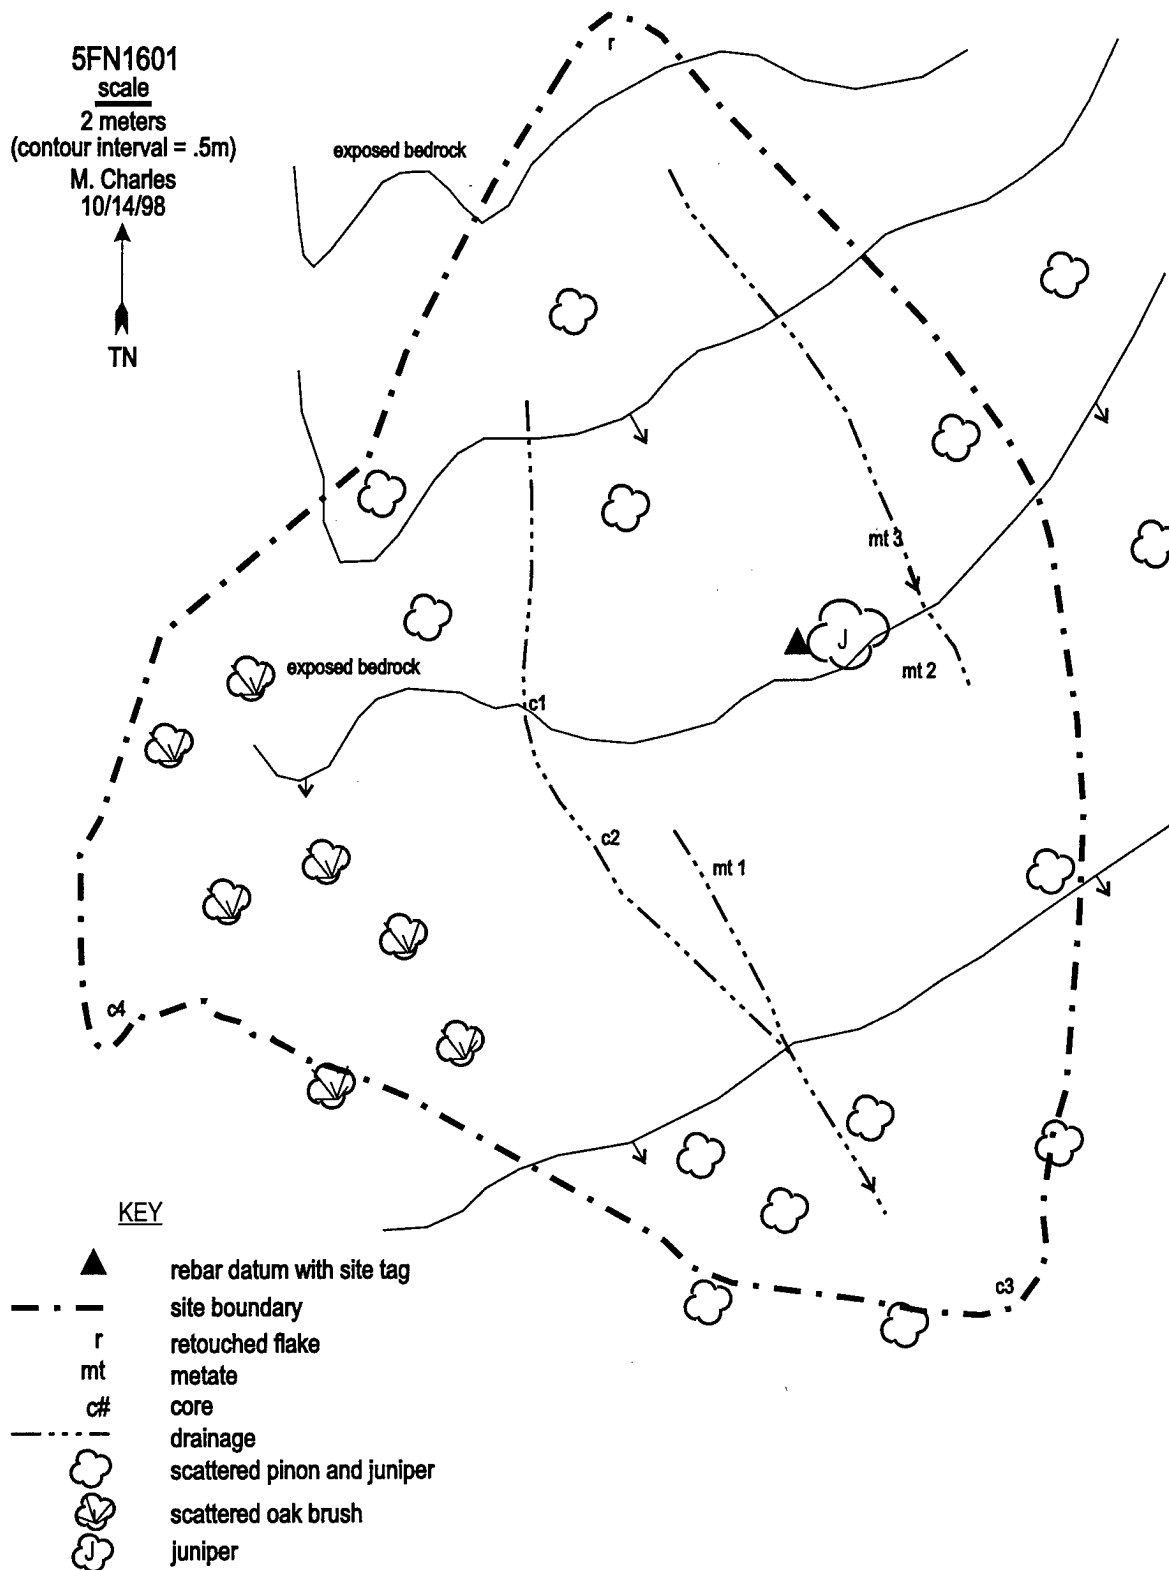 5FN1601
scale
2 meters
(contour interval = .5m)
M. Charles
10/14/98
TN
r
exposed bedrock
mt 3
J
mt 2
exposed bedrock
c1
c2
mt 1
c4
c3
KEY
rebar datum with site tag
site boundary
r retouched flake
mt metate
c# core
drainage
scattered pinon and juniper
scattered oak brush
J juniper